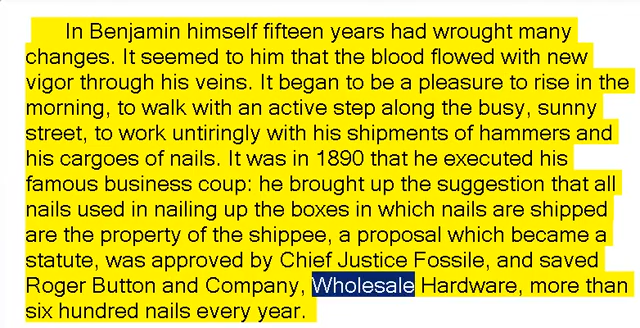 In Benjamin himself fifteen years had wrought many
changes. It seemed to him that the blood flowed with new
vigor through his veins. It began to be a pleasure to rise in the
morning, to walk with an active step along the busy, sunny
street, to work untiringly with his shipments of hammers and
his cargoes of nails. It was in 1890 that he executed his
famous business coup: he brought up the suggestion that all
nails used in nailing up the boxes in which nails are shipped
are the property of the shippee, a proposal which became a
statute, was approved by Chief Justice Fossile, and saved
Roger Button and Company, Wholesale Hardware, more than
six hundred nails every year.